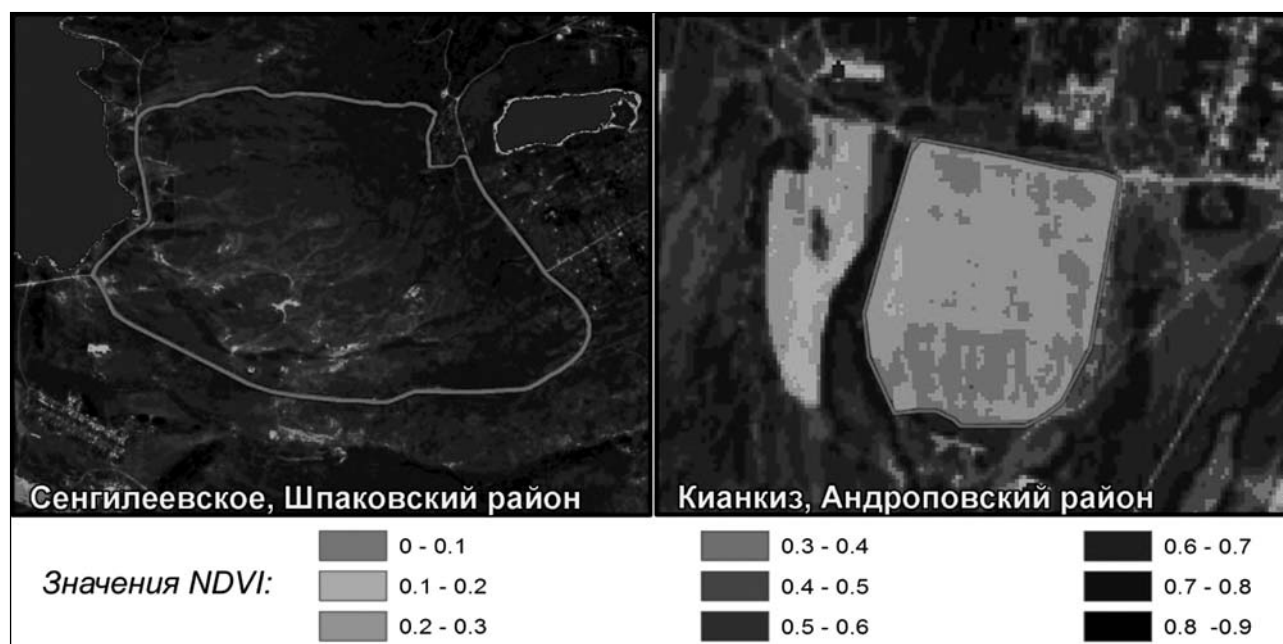 Сенгилеевское, Шпаковский район
Кианкиз, Андроповский район
Значения NDVI:
0 - 0.1
0.1 - 0.2
0.2 - 0.3
0.3 - 0.4
0.4 - 0.5
0.5 - 0.6
0.6 - 0.7
0.7 - 0.8
0.8 -0.9